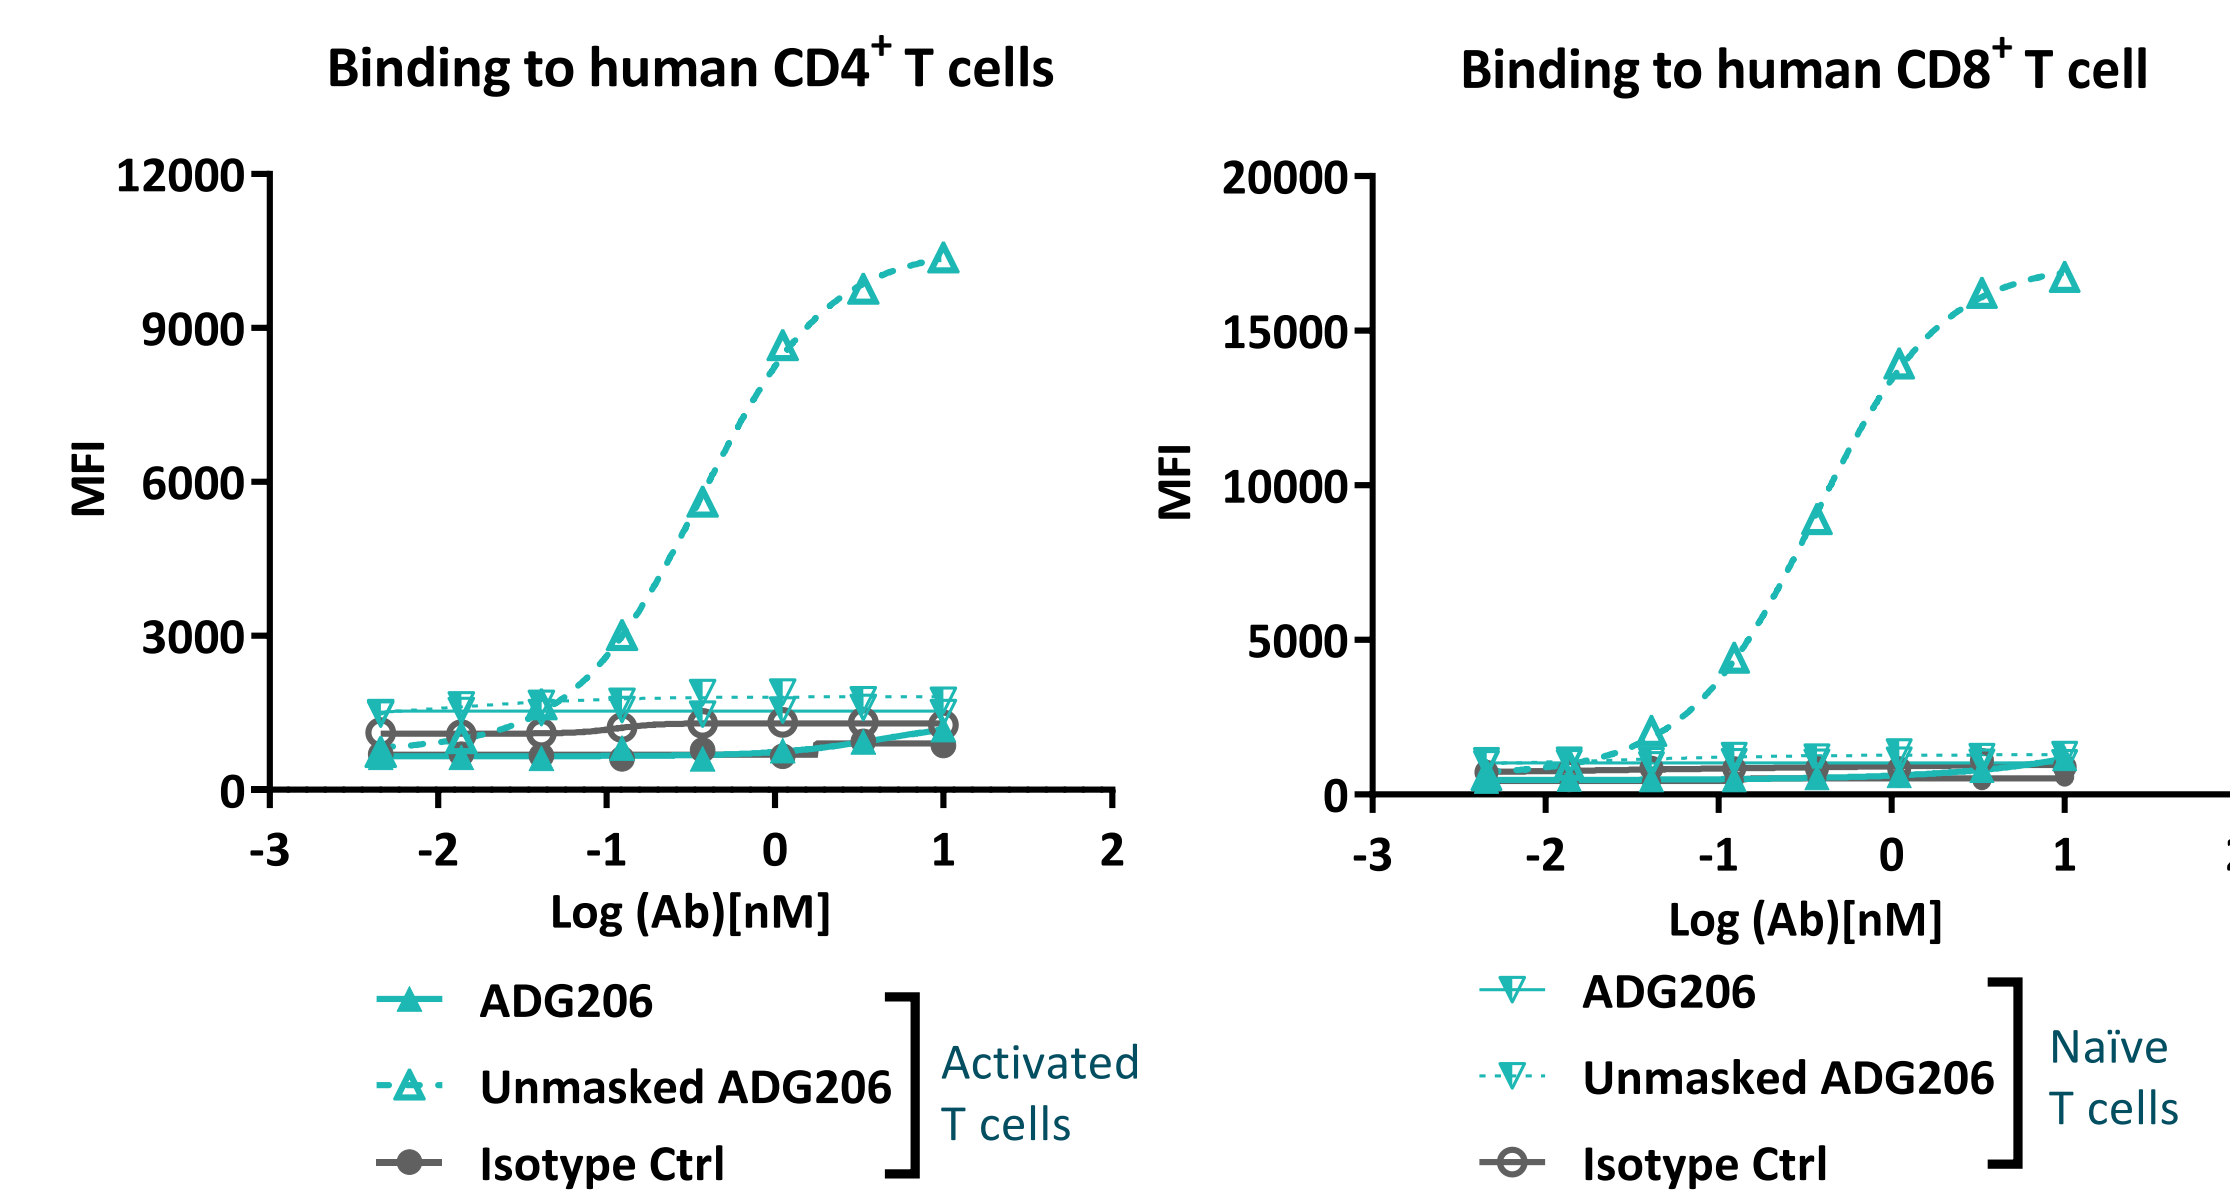 Binding to human CD4+ T cells
12000
9000
6000
3000
0
MFI
-3 -2 -1 0 1 2
Log (Ab)[nM]
ADG206
Unmasked ADG206
Isotype Ctrl
Activated
T cells
Binding to human CD8+ T cell
20000
15000
10000
5000
0
MFI
-3 -2 -1 0 1
Log (Ab)[nM]
ADG206
Unmasked ADG206
Isotype Ctrl
Naïve
T cells